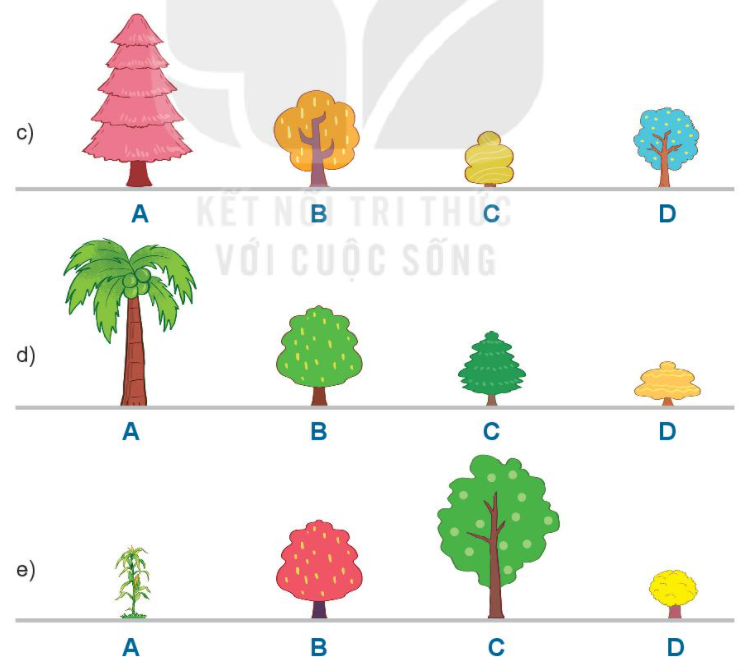 c)
A B C D
KẾT NỐI TRI THỨC
VỚI CUỘC SỐNG
d)
A B C D
e)
A B C D